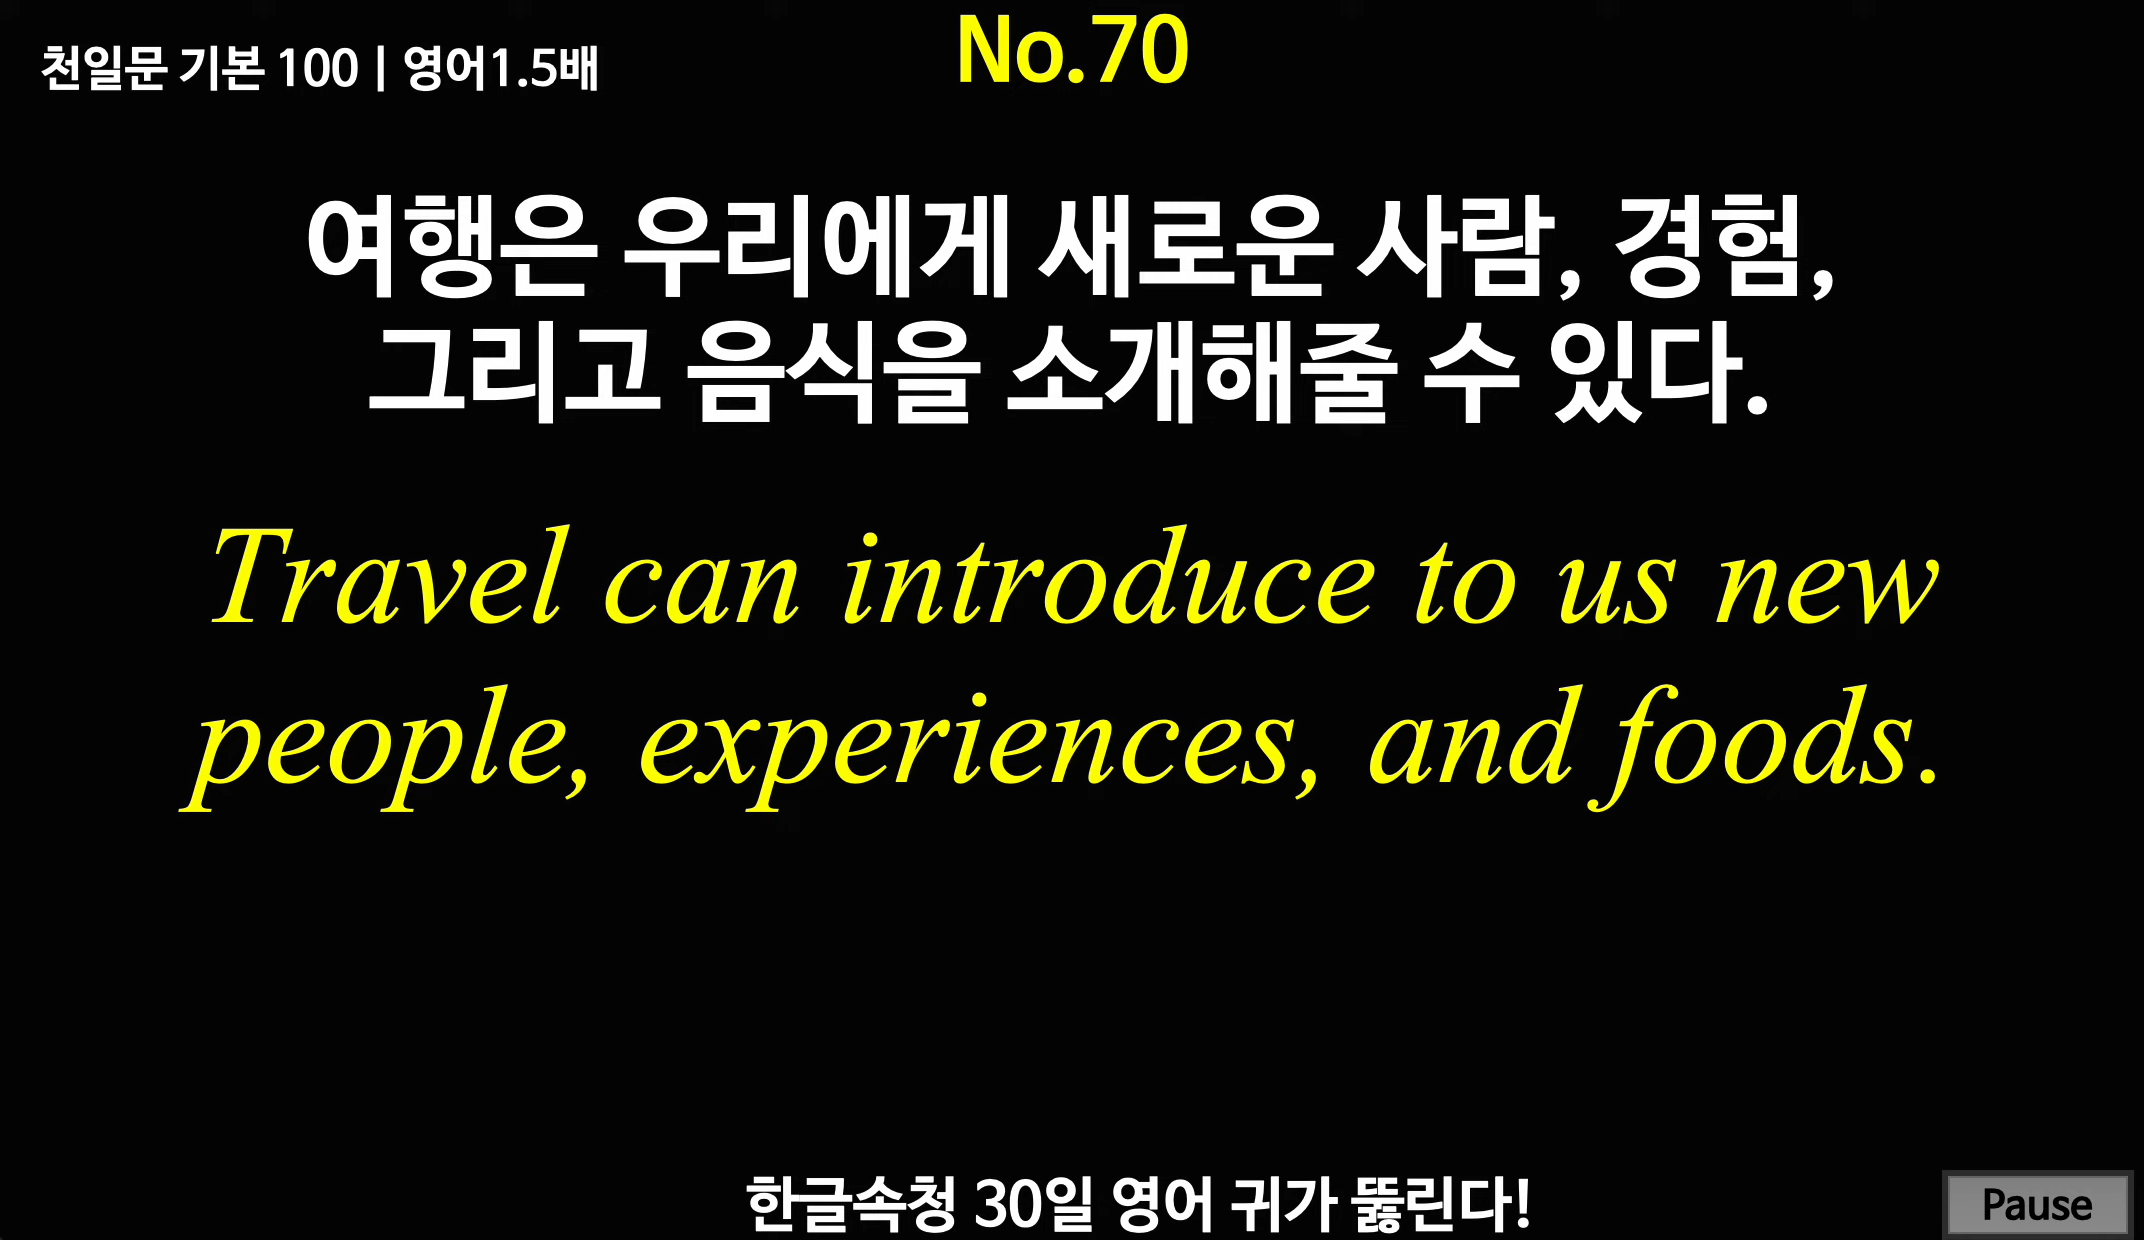 천일문 기본 100 | 영어1.5배
No.70
여행은 우리에게 새로운 사람, 경험,
그리고 음식을 소개해줄 수 있다.
Travel can introduce to us new
people, experiences, and foods.
한글속청 30일 영어 귀가 뚫린다!
Pause